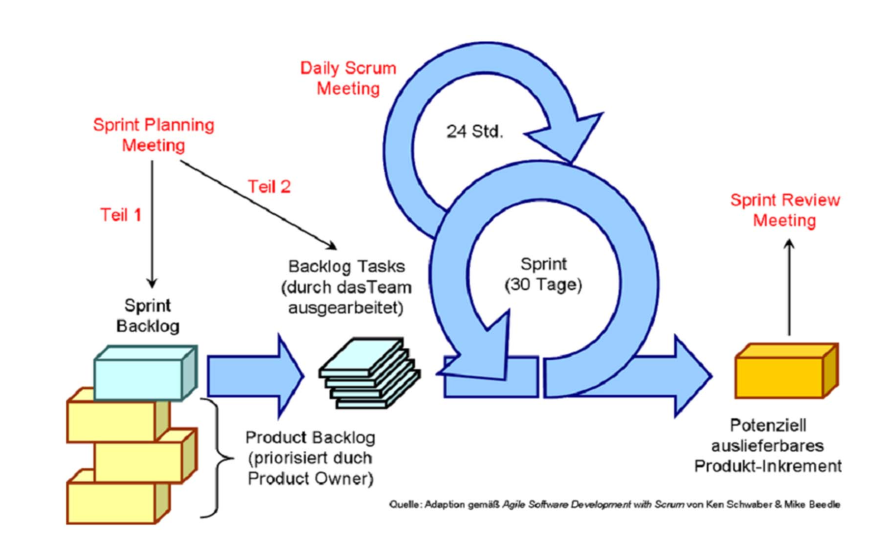 Daily Scrum
Meeting
24 Std.
Sprint Planning
Meeting
Teil 1
Teil 2
Sprint Review
Meeting
Backlog Tasks
(durch dasTeam
ausgearbeitet)
Sprint
(30 Tage)
Sprint
Backlog
Product Backlog
(priorisiert duch
Product Owner)
Potenziell
auslieferbares
Produkt-Inkrement
Quelle: Adaption gemäß Agile Software Development with Scrum von Ken Schwaber & Mike Beedle